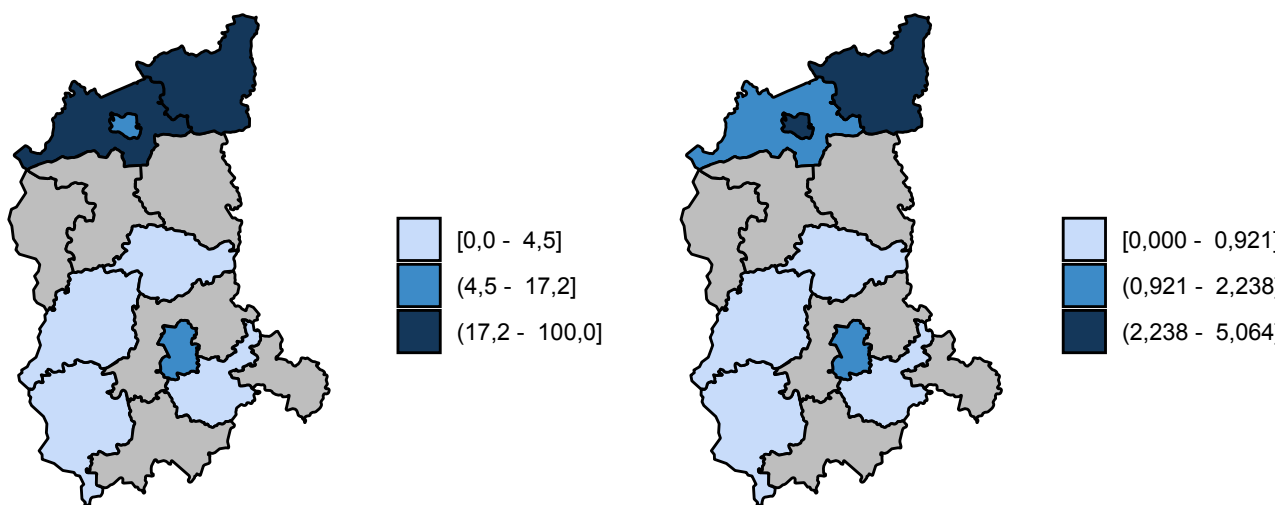 [0,0 - 4,5]
(4,5 - 17,2]
(17,2 - 100,0]
[0,000 - 0,921]
(0,921 - 2,238]
(2,238 - 5,064]